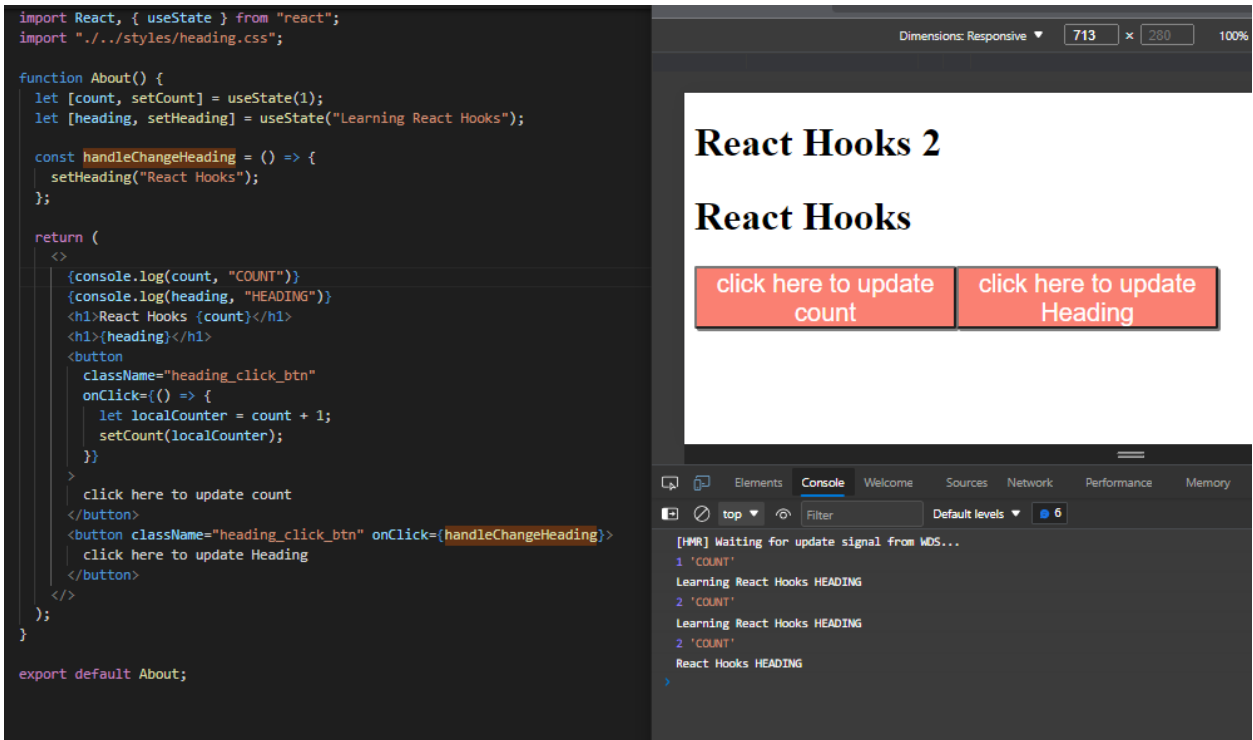 import React, { useState } from "react";
import "./../styles/heading.css";
function About() {
let [count, setCount] = useState(1);
let [heading, setHeading] = useState("Learning React Hooks");
const handleChangeHeading = () => {
setHeading("React Hooks");
};
return (
<>
{console.log(count, "COUNT")}
{console.log(heading, "HEADING")}
<h1>React Hooks {count}</h1>
<h1>{heading}</h1>
<button
className="heading_click_btn"
onClick={() => {
let localCounter = count + 1;
setCount(localCounter);
}}
>
click here to update count
</button>
<button className="heading_click_btn" onClick={handleChangeHeading}>
click here to update Heading
</button>
</>
);
}
export default About;
Dimensions: Responsive ▼ 713 × 280 100%
React Hooks 2
React Hooks
click here to update
count
click here to update
Heading
Elements Console Welcome Sources Network Performance Memory
top ▼ Filter Default levels ▼ 6
[HMR] Waiting for update signal from WDS...
1 'COUNT'
Learning React Hooks HEADING
2 'COUNT'
Learning React Hooks HEADING
2 'COUNT'
React Hooks HEADING
>